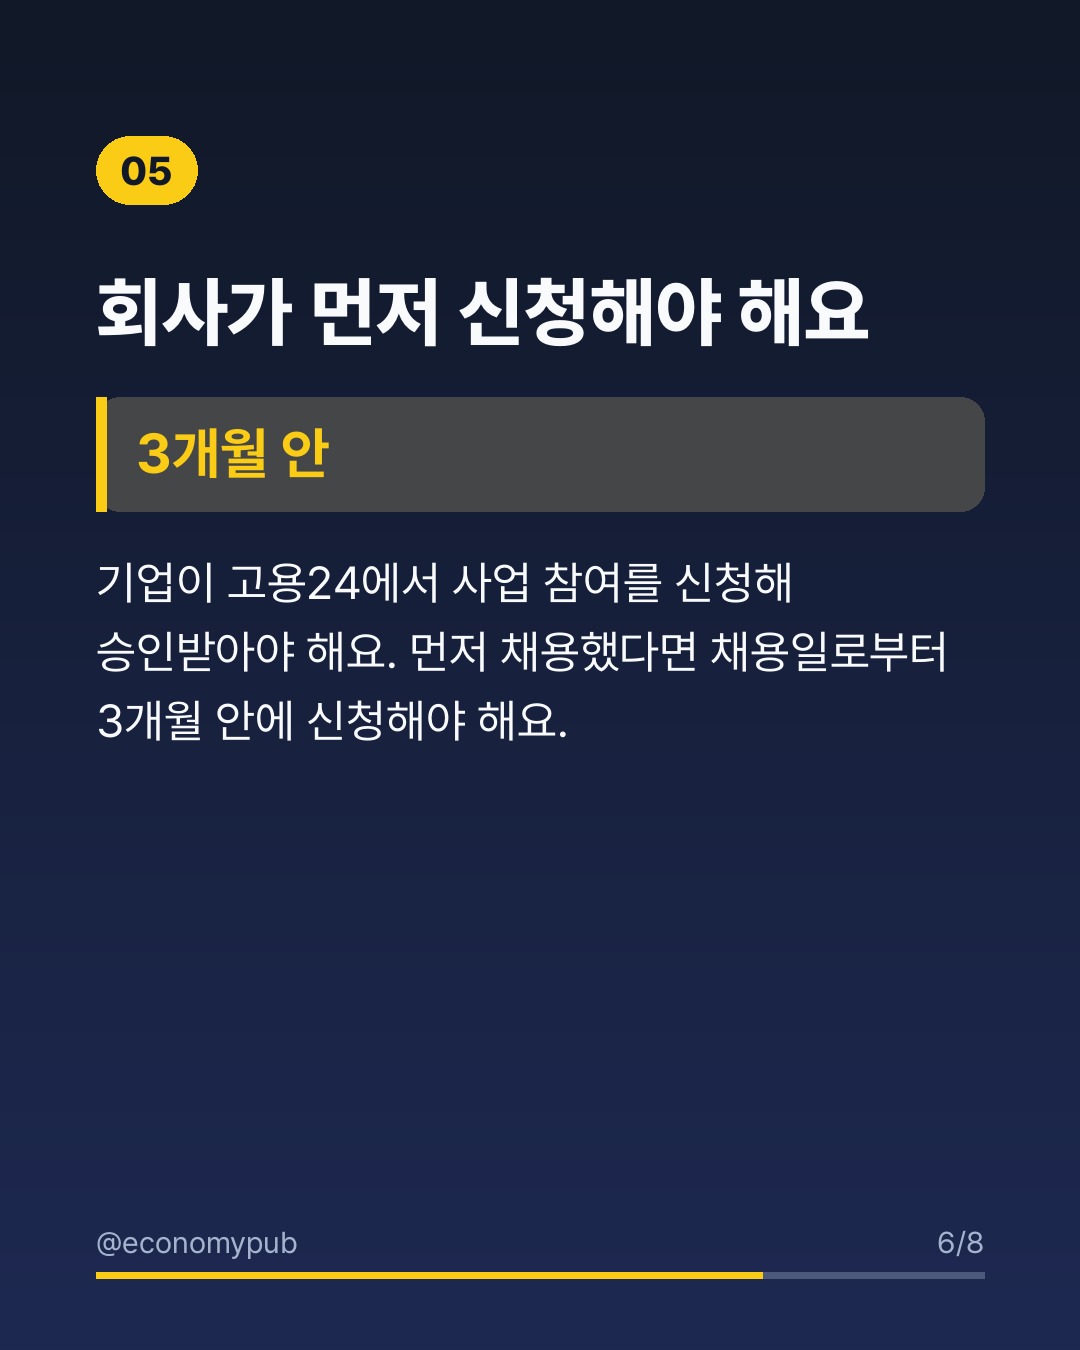 05
회사가 먼저 신청해야 해요
3개월 안
기업이 고용24에서 사업 참여를 신청해
승인받아야 해요. 먼저 채용했다면 채용일로부터
3개월 안에 신청해야 해요.
@economypub
6/8